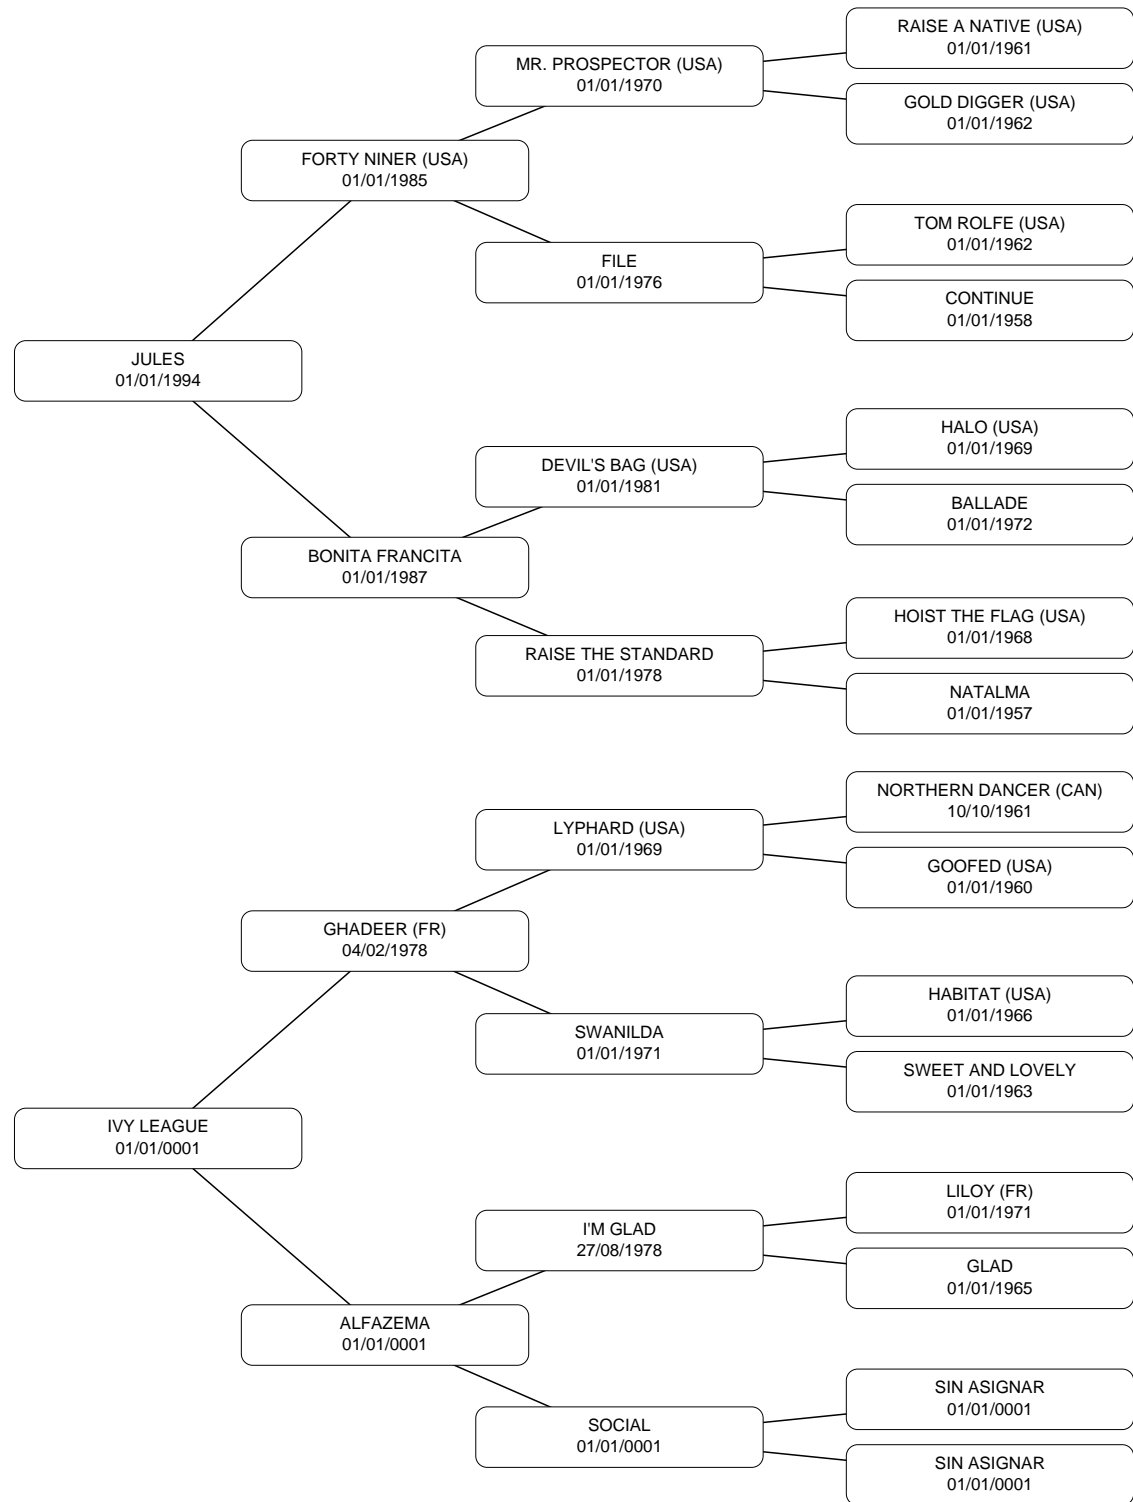 RAISE A NATIVE (USA)
01/01/1961
MR. PROSPECTOR (USA)
01/01/1970
GOLD DIGGER (USA)
01/01/1962
FORTY NINER (USA)
01/01/1985
TOM ROLFE (USA)
01/01/1962
FILE
01/01/1976
CONTINUE
01/01/1958
JULES
01/01/1994
HALO (USA)
01/01/1969
DEVIL'S BAG (USA)
01/01/1981
BALLADE
01/01/1972
BONITA FRANCITA
01/01/1987
HOIST THE FLAG (USA)
01/01/1968
RAISE THE STANDARD
01/01/1978
NATALMA
01/01/1957
NORTHERN DANCER (CAN)
10/10/1961
LYPHARD (USA)
01/01/1969
GOOFED (USA)
01/01/1960
GHADEER (FR)
04/02/1978
HABITAT (USA)
01/01/1966
SWANILDA
01/01/1971
SWEET AND LOVELY
01/01/1963
IVY LEAGUE
01/01/0001
LILOY (FR)
01/01/1971
I'M GLAD
27/08/1978
GLAD
01/01/1965
ALFAZEMA
01/01/0001
SIN ASIGNAR
01/01/0001
SOCIAL
01/01/0001
SIN ASIGNAR
01/01/0001